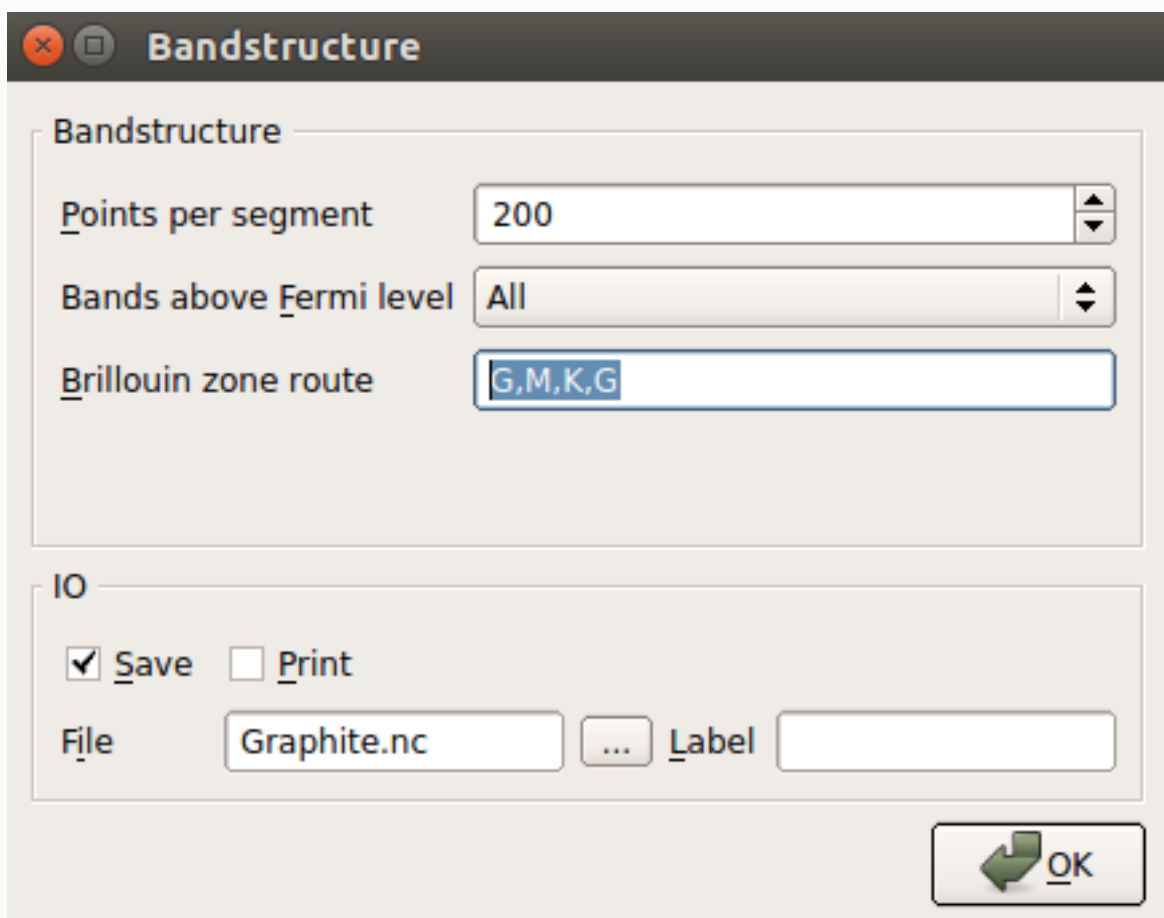 Bandstructure
Bandstructure
Points per segment 200
Bands above Fermi level All
Brillouin zone route G,M,K,G
IO
Save Print
File Graphite.nc ... Label
OK